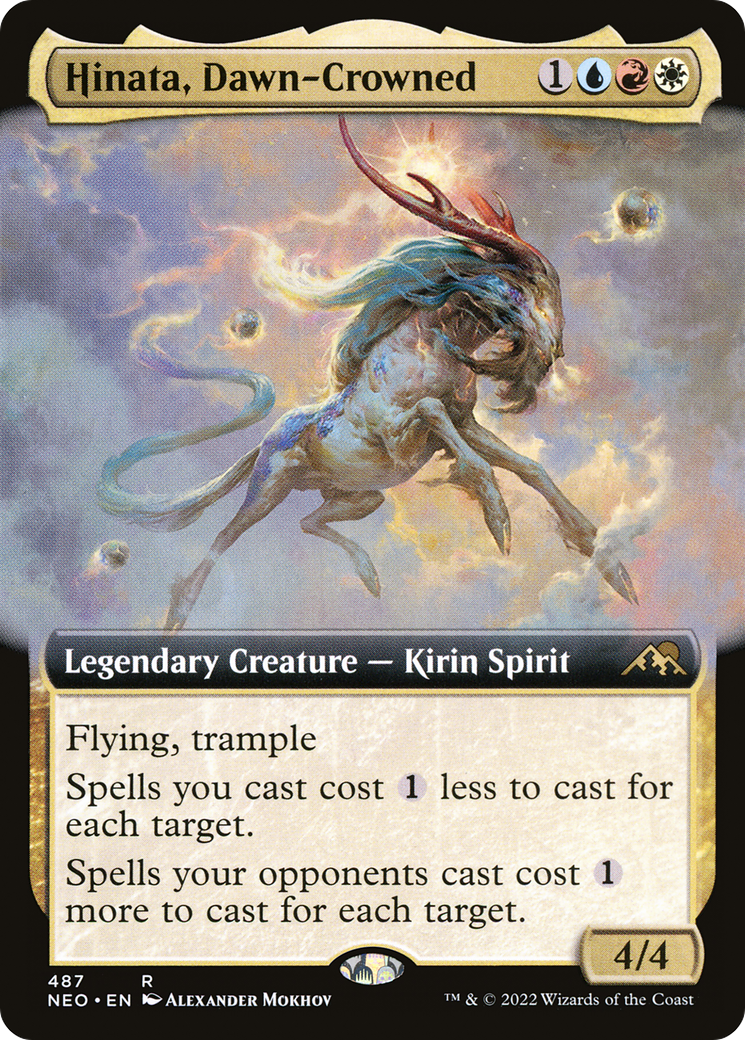 Hinata, Dawn-Crowned 1
Legendary Creature — Kirin Spirit
Flying, trample
Spells you cast cost 1 less to cast for
each target.
Spells your opponents cast cost 1
more to cast for each target.
4/4
487 R
NEO • EN Alexander Mokhov
™ & © 2022 Wizards of the Coast